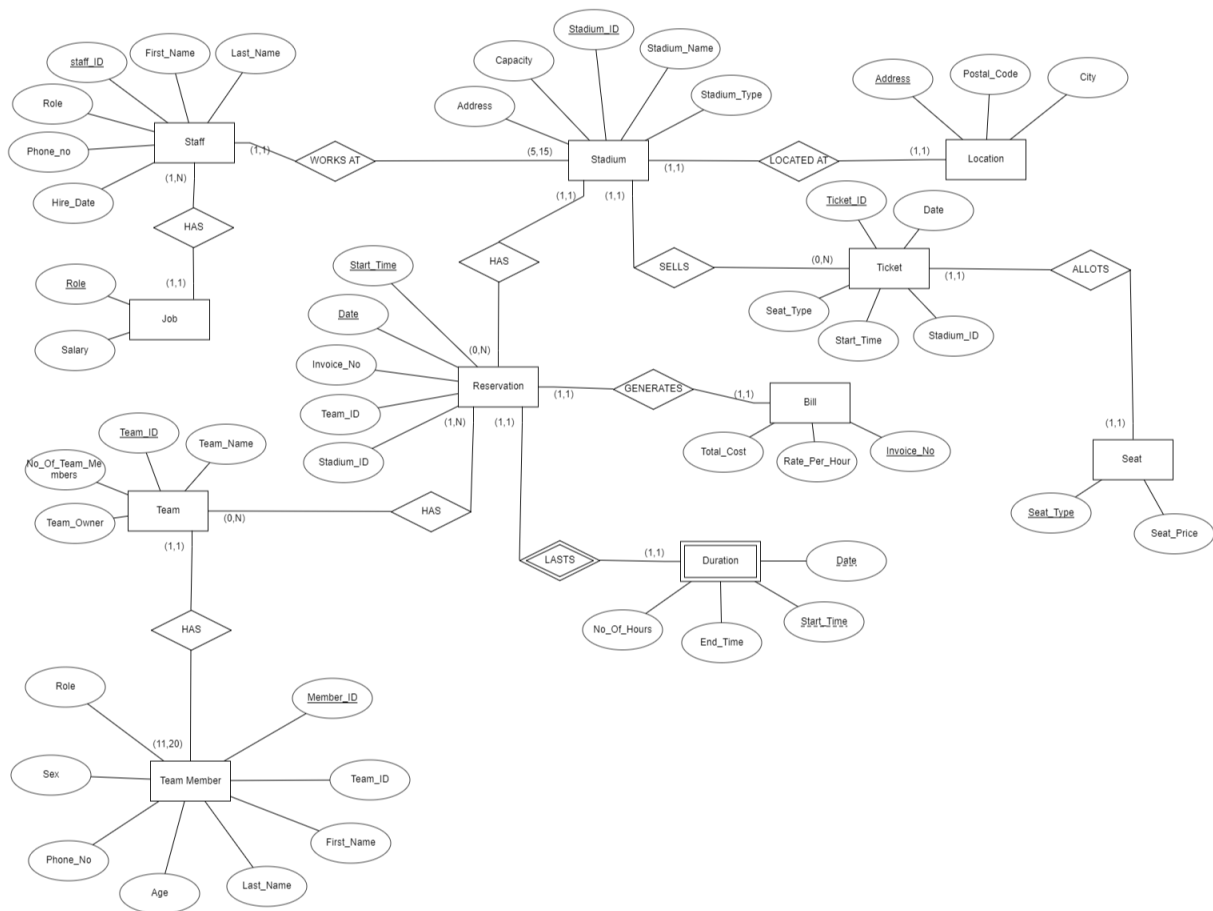 Stadium_ID
First_Name
Last_Name
Stadium_Name
staff_ID
Capacity
Postal_Code
Address
City
Role
Stadium_Type
Address
Staff
Phone_no
(1,1)
WORKS AT
(5,15)
Stadium
(1,1)
LOCATED AT
(1,1)
Location
(1,N)
(1,1)
(1,1)
Hire_Date
Ticket_ID
Date
HAS
Start_Time
HAS
SELLS
(0,N)
Ticket
(1,1)
ALLOTS
Role
(1,1)
Seat_Type
Start_Time
Stadium_ID
Date
Job
Salary
(0,N)
Invoice_No
Reservation
(1,1)
GENERATES
(1,1)
Bill
Team_ID
(1,N)
(1,1)
(1,1)
Team_ID
Team_Name
Stadium_ID
Total_Cost
Rate_Per_Hour
Invoice_No
Seat
No_Of_Team_Me
mbers
Team
(0,N)
HAS
Seat_Type
Seat_Price
Team_Owner
(1,1)
LASTS
(1,1)
Duration
Date
HAS
No_Of_Hours
End_Time
Start_Time
Role
Member_ID
(11,20)
Sex
Team Member
Team_ID
First_Name
Phone_No
Age
Last_Name